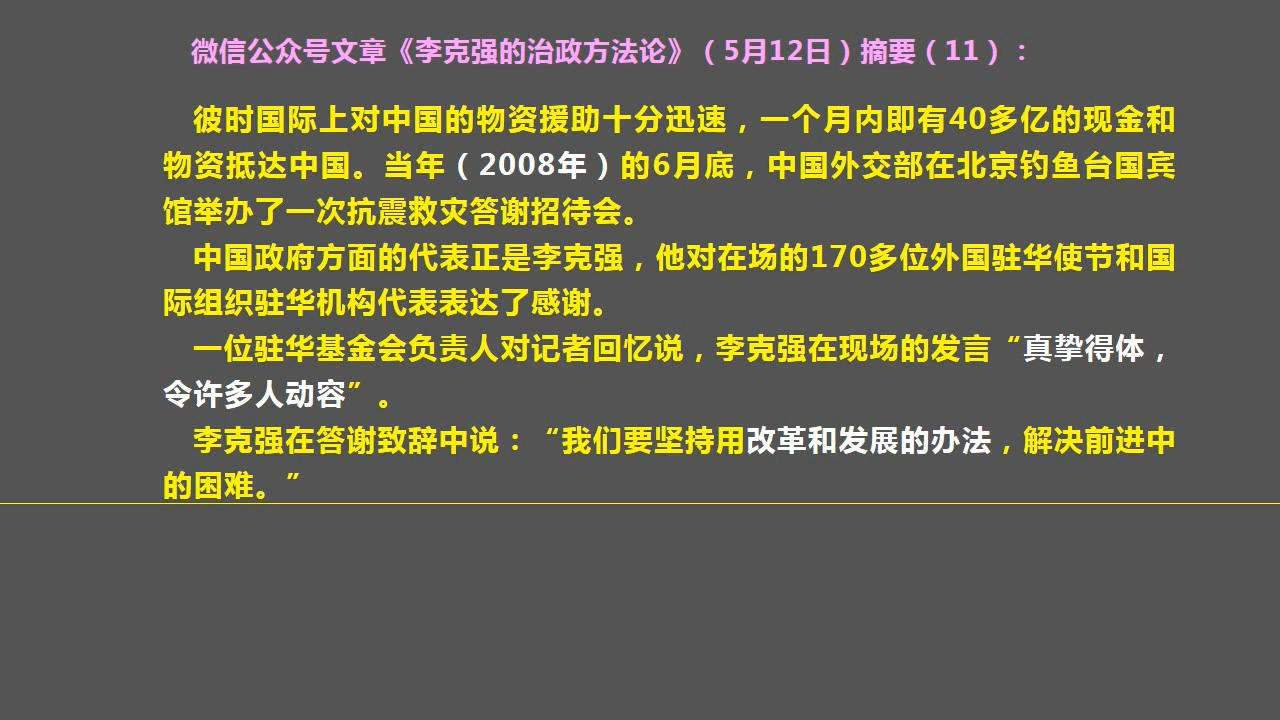 微信公众号文章《李克强的治政方法论》（5月12日）摘要（11）：
彼时国际上对中国的物资援助十分迅速，一个月内即有40多亿的现金和
物资抵达中国。当年（2008年）的6月底，中国外交部在北京钓鱼台国宾
馆举办了一次抗震救灾答谢招待会。
中国政府方面的代表正是李克强，他对在场的170多位外国驻华使节和国
际组织驻华机构代表表达了感谢。
一位驻华基金会负责人对记者回忆说，李克强在现场的发言“真挚得体，
令许多人动容”。
李克强在答谢致辞中说：“我们要坚持用改革和发展的办法，解决前进中
的困难。”